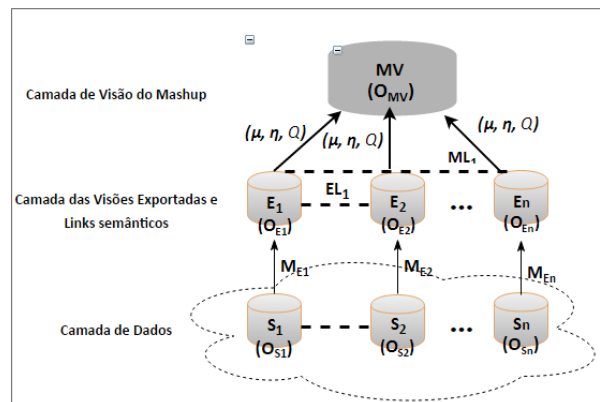 MV
(O_MV)
Camada de Visão do Mashup
(μ, η, Q)
(μ, η, Q)
(μ, η, Q)
ML₁
EL₁
E₁
(O_E1)
E₂
(O_E2)
...
En
(O_En)
Camada das Visões Exportadas e
Links semânticos
M_E1
M_E2
M_En
Camada de Dados
S₁
(O_S1)
S₂
(O_S2)
...
Sn
(O_Sn)